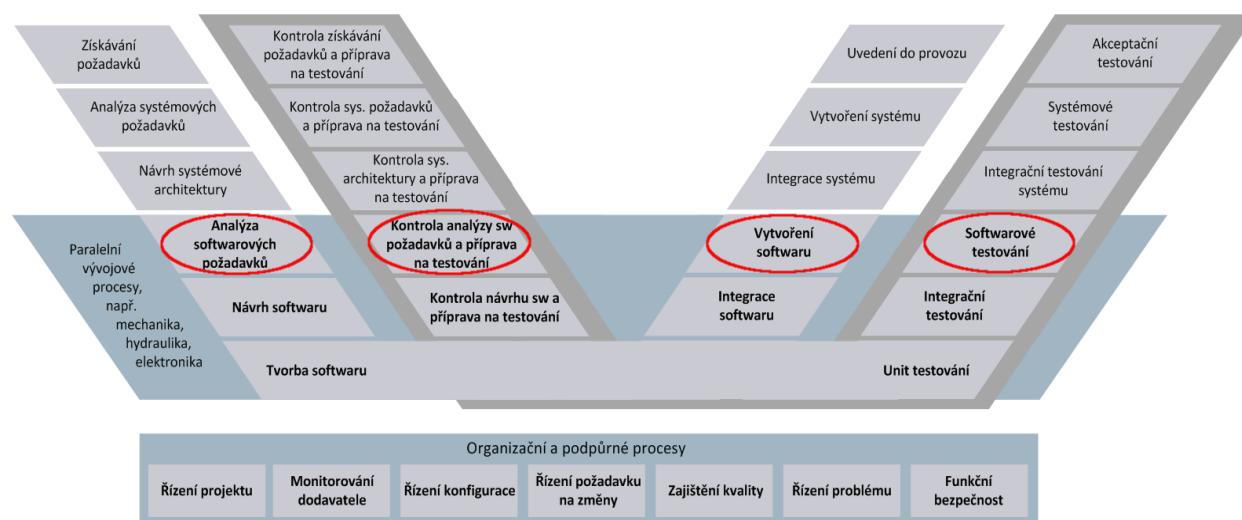 Získávání
požadavků
Analýza systémových
požadavků
Návrh systémové
architektury
Analýza
softwarových
požadavků
Návrh softwaru
Tvorba softwaru
Paralelní
vývojové
procesy,
např.
mechanika,
hydraulika,
elektronika
Kontrola získávání
požadavků a příprava
na testování
Kontrola sys. požadavků
a příprava na testování
Kontrola sys.
architektury a příprava
na testování
Kontrola analýzy sw
požadavků a příprava
na testování
Kontrola návrhu sw a
příprava na testování
Uvedení do provozu
Vytvoření systému
Integrace systému
Vytvoření
softwaru
Integrace
softwaru
Akceptační
testování
Systémové
testování
Integrační testování
systému
Softwarové
testování
Integrační
testování
Unit testování
Organizační a podpůrné procesy
Řízení projektu
Monitorování
dodavatele
Řízení konfigurace
Řízení požadavku
na změny
Zajištění kvality
Řízení problému
Funkční
bezpečnost